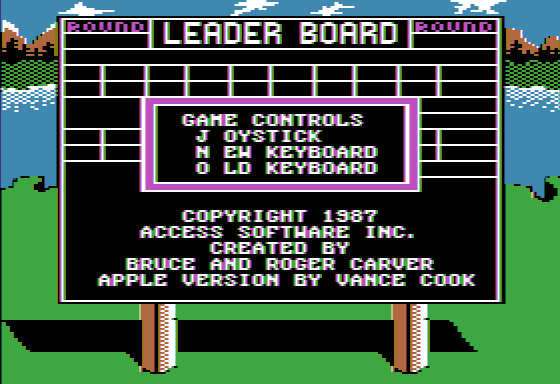 ROUND LEADER BOARD ROUND
GAME CONTROLS
J OYSTICK
N EW KEYBOARD
O LD KEYBOARD
COPYRIGHT 1987
ACCESS SOFTWARE INC.
CREATED BY
BRUCE AND ROGER CARVER
APPLE VERSION BY VANCE COOK